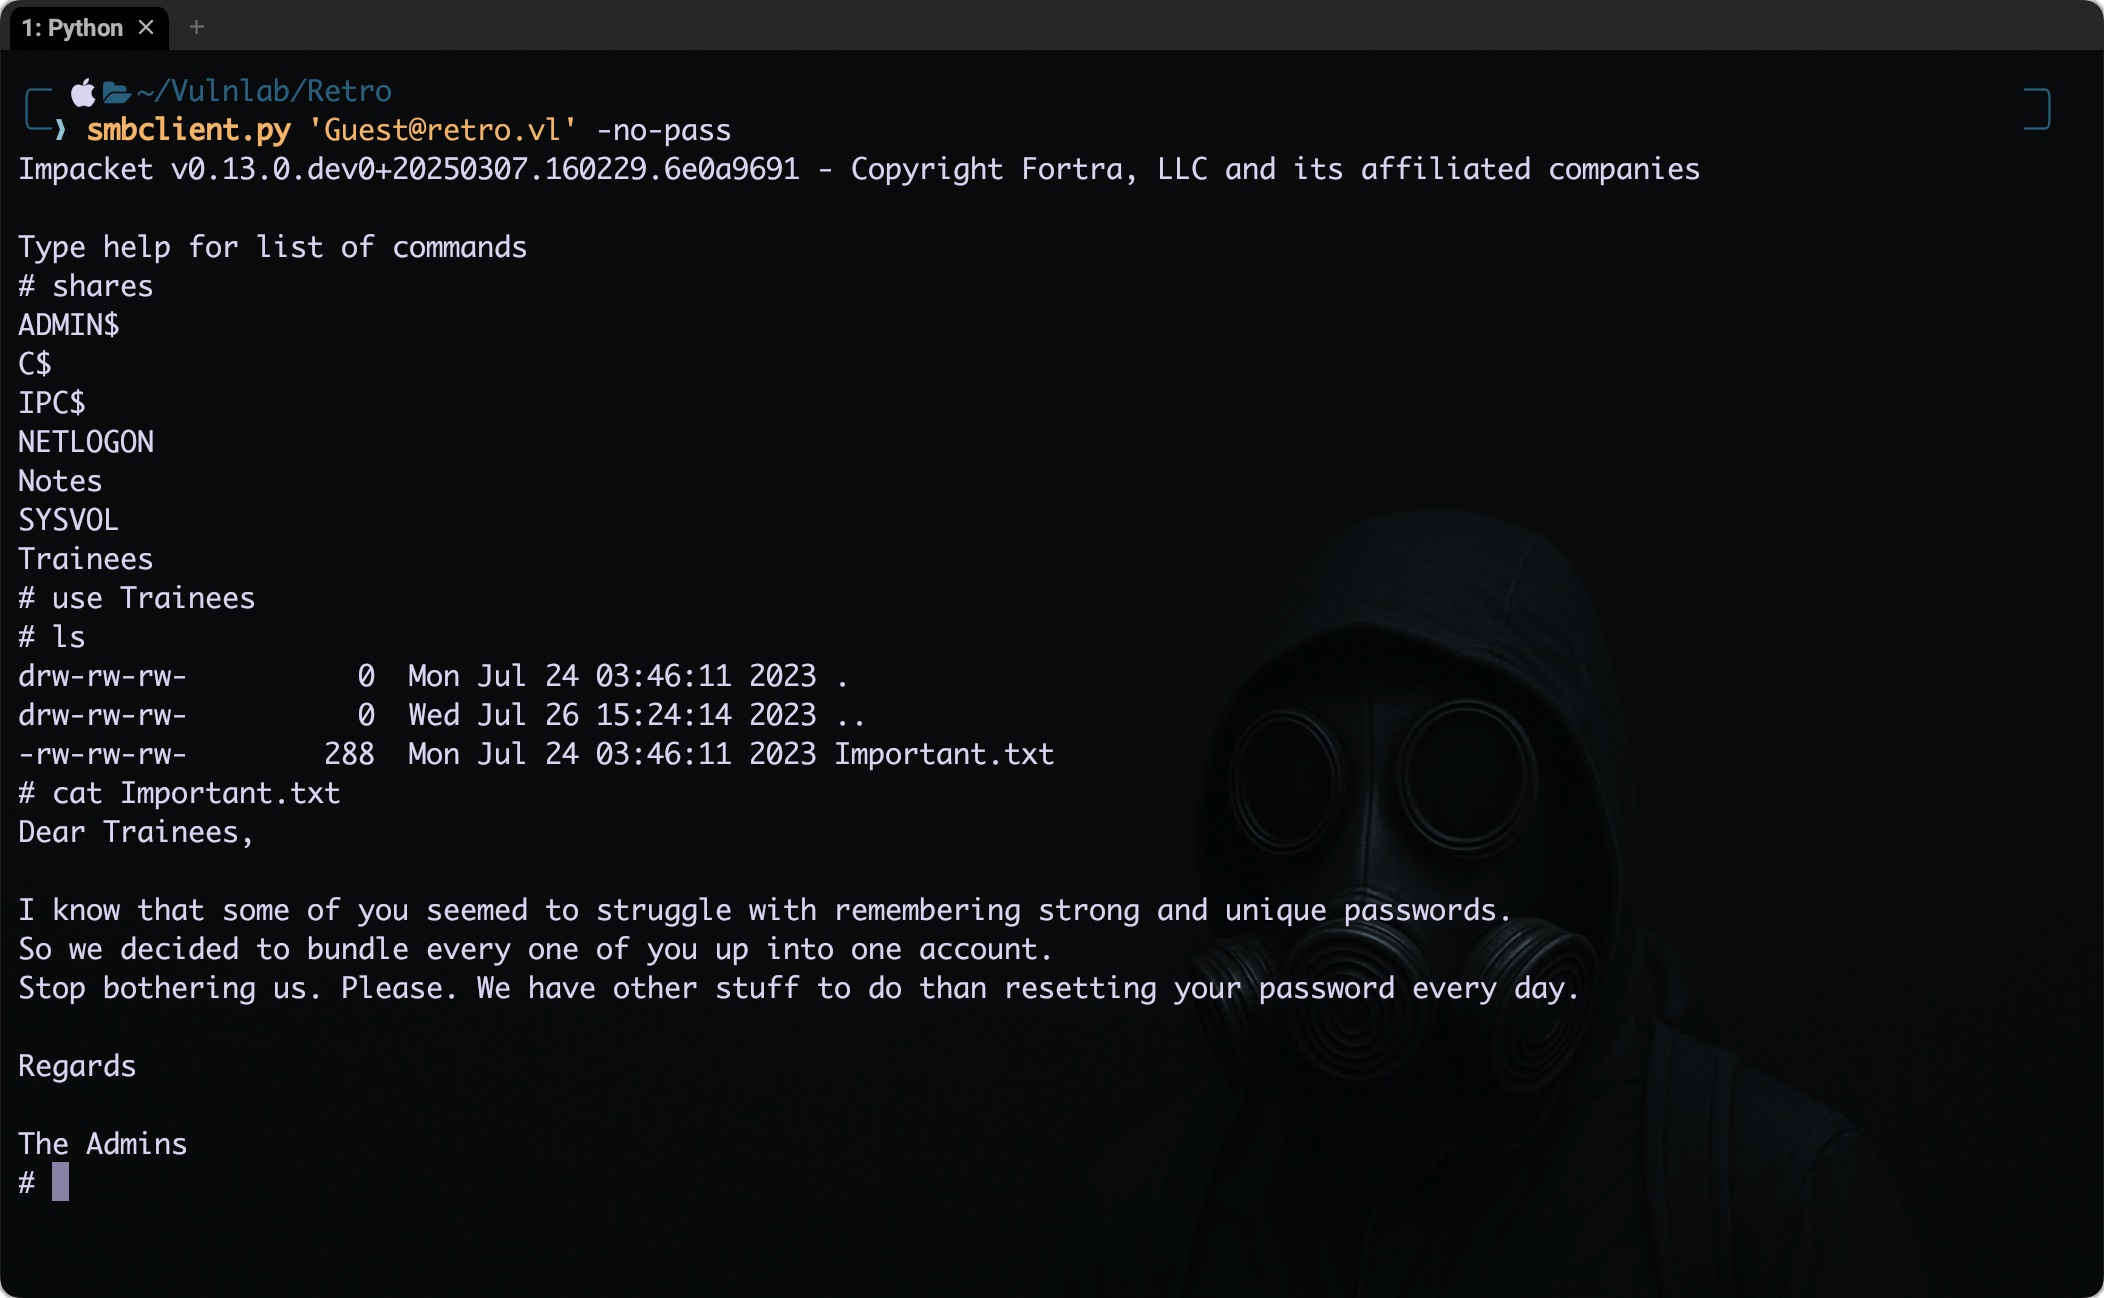 1: Python × +
~/Vulnlab/Retro
❯ smbclient.py 'Guest@retro.vl' -no-pass
Impacket v0.13.0.dev0+20250307.160229.6e0a9691 - Copyright Fortra, LLC and its affiliated companies
Type help for list of commands
# shares
ADMIN$
C$
IPC$
NETLOGON
Notes
SYSVOL
Trainees
# use Trainees
# ls
drw-rw-rw-          0  Mon Jul 24 03:46:11 2023 .
drw-rw-rw-          0  Wed Jul 26 15:24:14 2023 ..
-rw-rw-rw-        288  Mon Jul 24 03:46:11 2023 Important.txt
# cat Important.txt
Dear Trainees,
I know that some of you seemed to struggle with remembering strong and unique passwords.
So we decided to bundle every one of you up into one account.
Stop bothering us. Please. We have other stuff to do than resetting your password every day.
Regards
The Admins
#